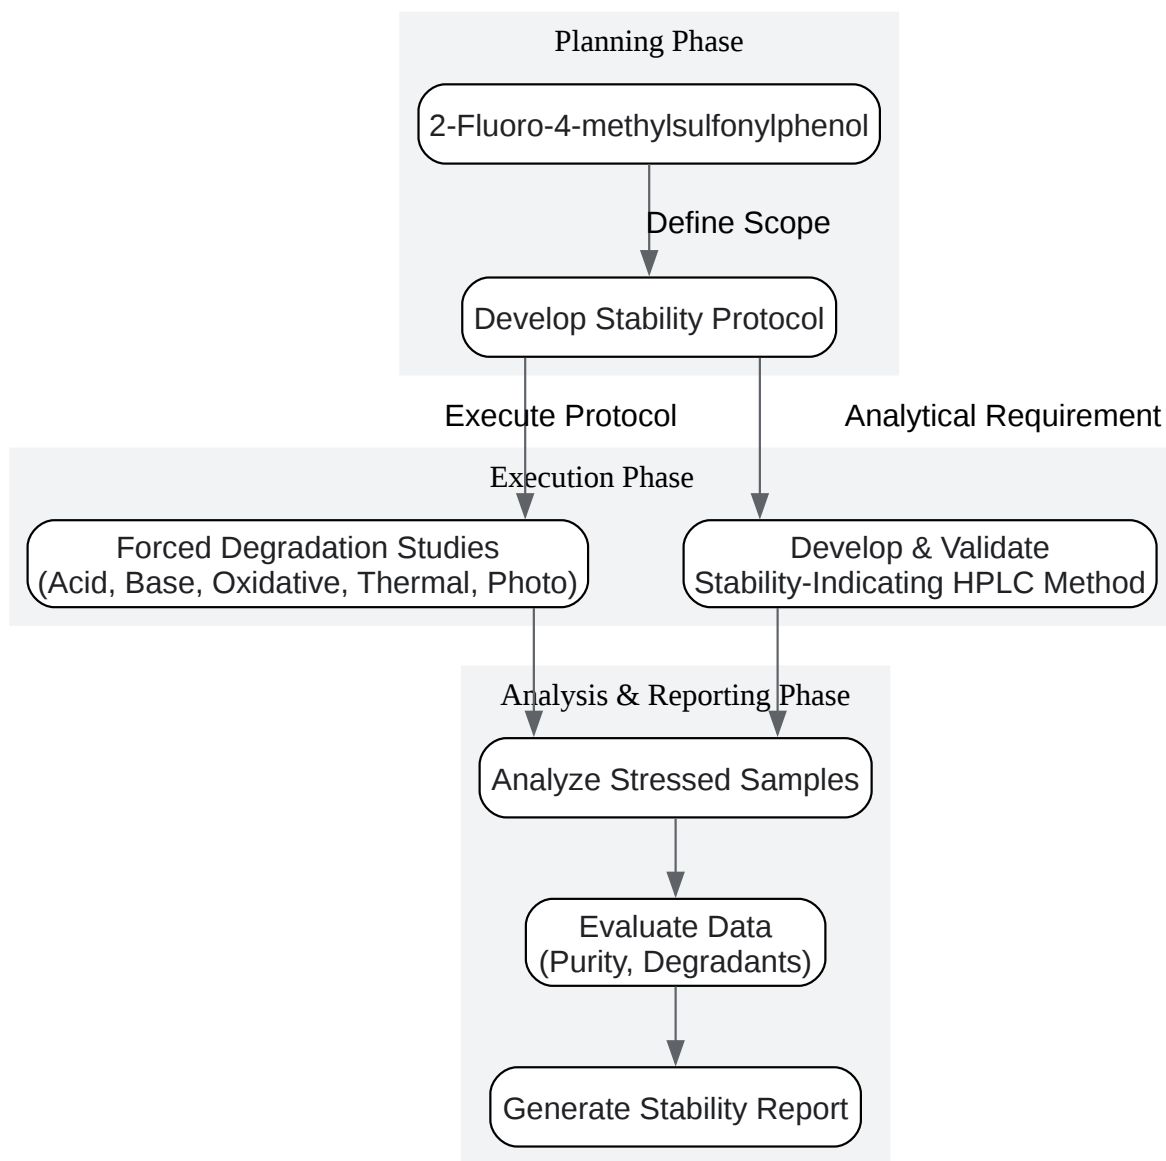 Planning Phase
2-Fluoro-4-methylsulfonylphenol
Define Scope
Develop Stability Protocol
Execute Protocol
Analytical Requirement
Execution Phase
Forced Degradation Studies
(Acid, Base, Oxidative, Thermal, Photo)
Develop & Validate
Stability-Indicating HPLC Method
Analysis & Reporting Phase
Analyze Stressed Samples
Evaluate Data
(Purity, Degradants)
Generate Stability Report